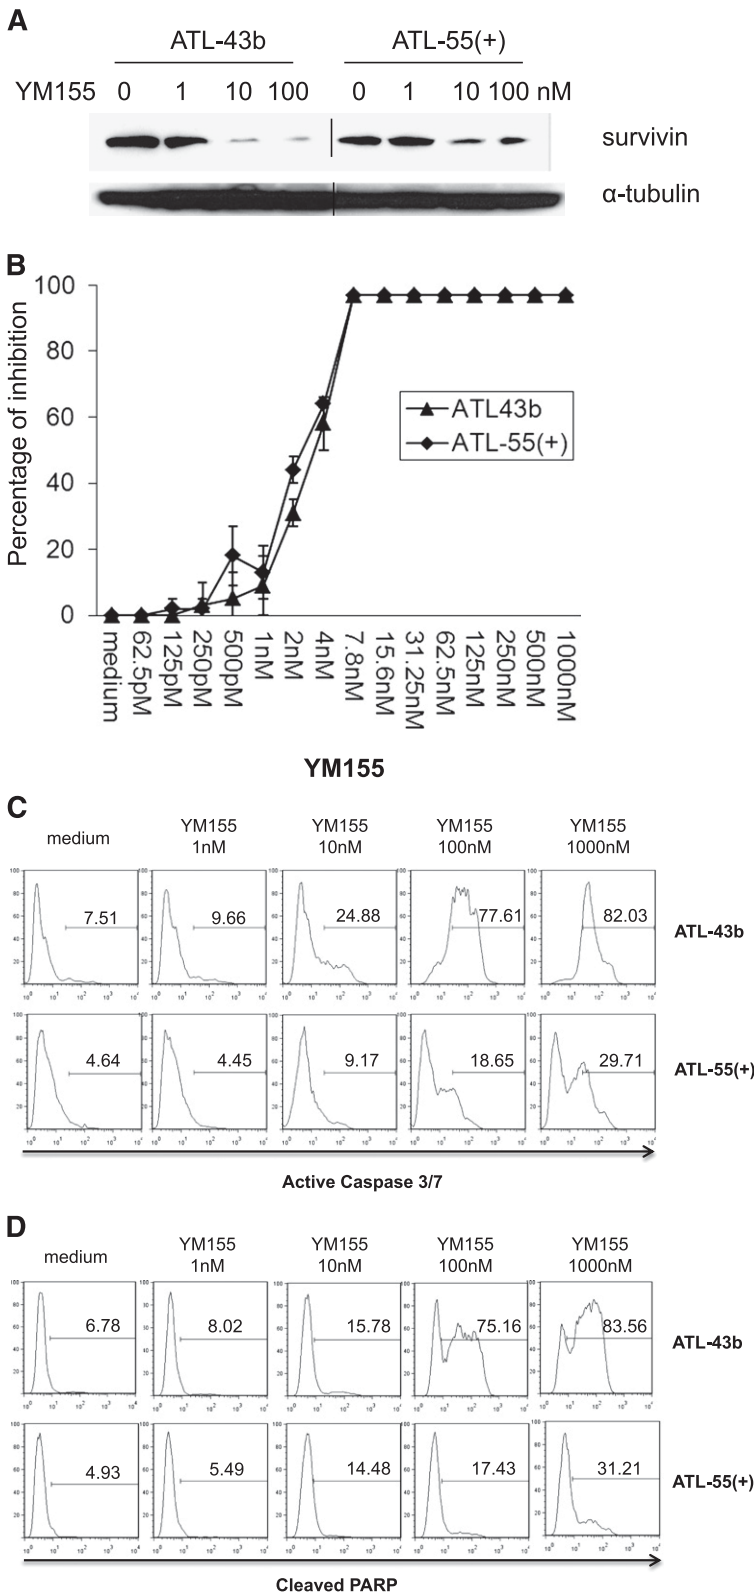 A
ATL-43b ATL-55(+)
YM155 0 1 10 100 0 1 10 100 nM
survivin
α-tubulin
B
Percentage of inhibition
100
80
60
40
20
0
ATL43b
ATL-55(+)
medium 62.5pM 125pM 250pM 500pM 1nM 2nM 4nM 7.8nM 15.6nM 31.25nM 62.5nM 125nM 250nM 500nM 1000nM
YM155
C
medium YM155 YM155 YM155 YM155
1nM 10nM 100nM 1000nM
7.51 9.66 24.88 77.61 82.03
ATL-43b
4.64 4.45 9.17 18.65 29.71
ATL-55(+)
Active Caspase 3/7
D
medium YM155 YM155 YM155 YM155
1nM 10nM 100nM 1000nM
6.78 8.02 15.78 75.16 83.56
ATL-43b
4.93 5.49 14.48 17.43 31.21
ATL-55(+)
Cleaved PARP